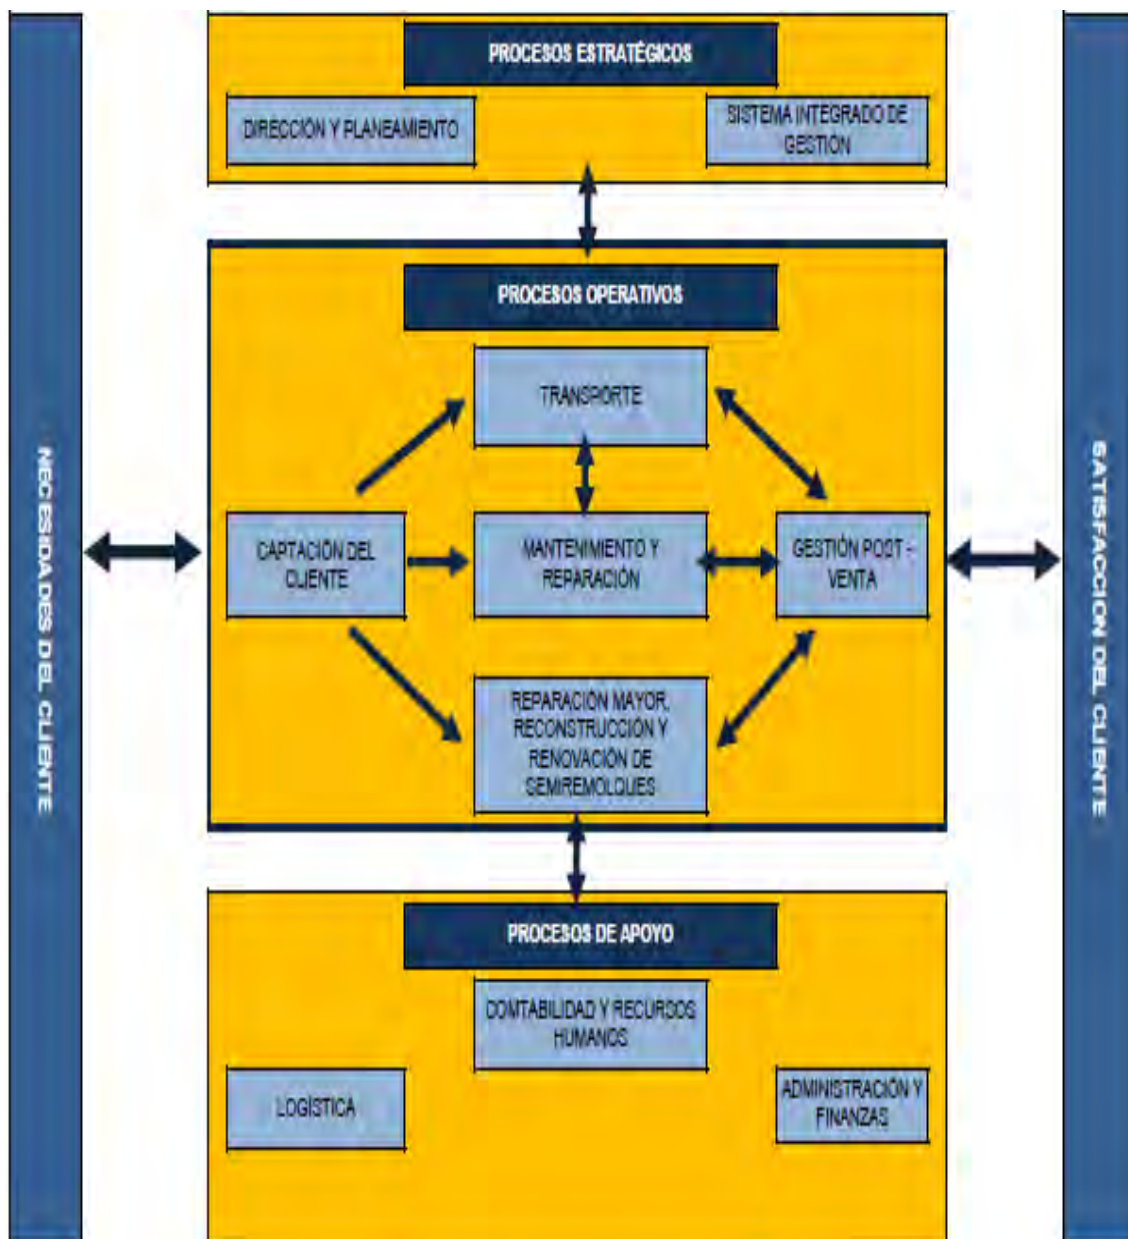 PROCESOS ESTRATÉGICOS
DIRECCIÓN Y PLANEAMIENTO
SISTEMA INTEGRADO DE
GESTIÓN
PROCESOS OPERATIVOS
TRANSPORTE
NECESIDADES DEL CLIENTE
CAPTACIÓN DEL
CLIENTE
MANTENIMIENTO Y
REPARACIÓN
GESTIÓN POST -
VENTA
SATISFACCION DEL CLIENTE
REPARACIÓN MAYOR,
RECONSTRUCCIÓN Y
RENOVACIÓN DE
SEMIREMOLQUES
PROCESOS DE APOYO
COMTABILIDAD Y RECURSOS
HUMANOS
LOGÍSTICA
ADMINISTRACIÓN Y
FINANZAS